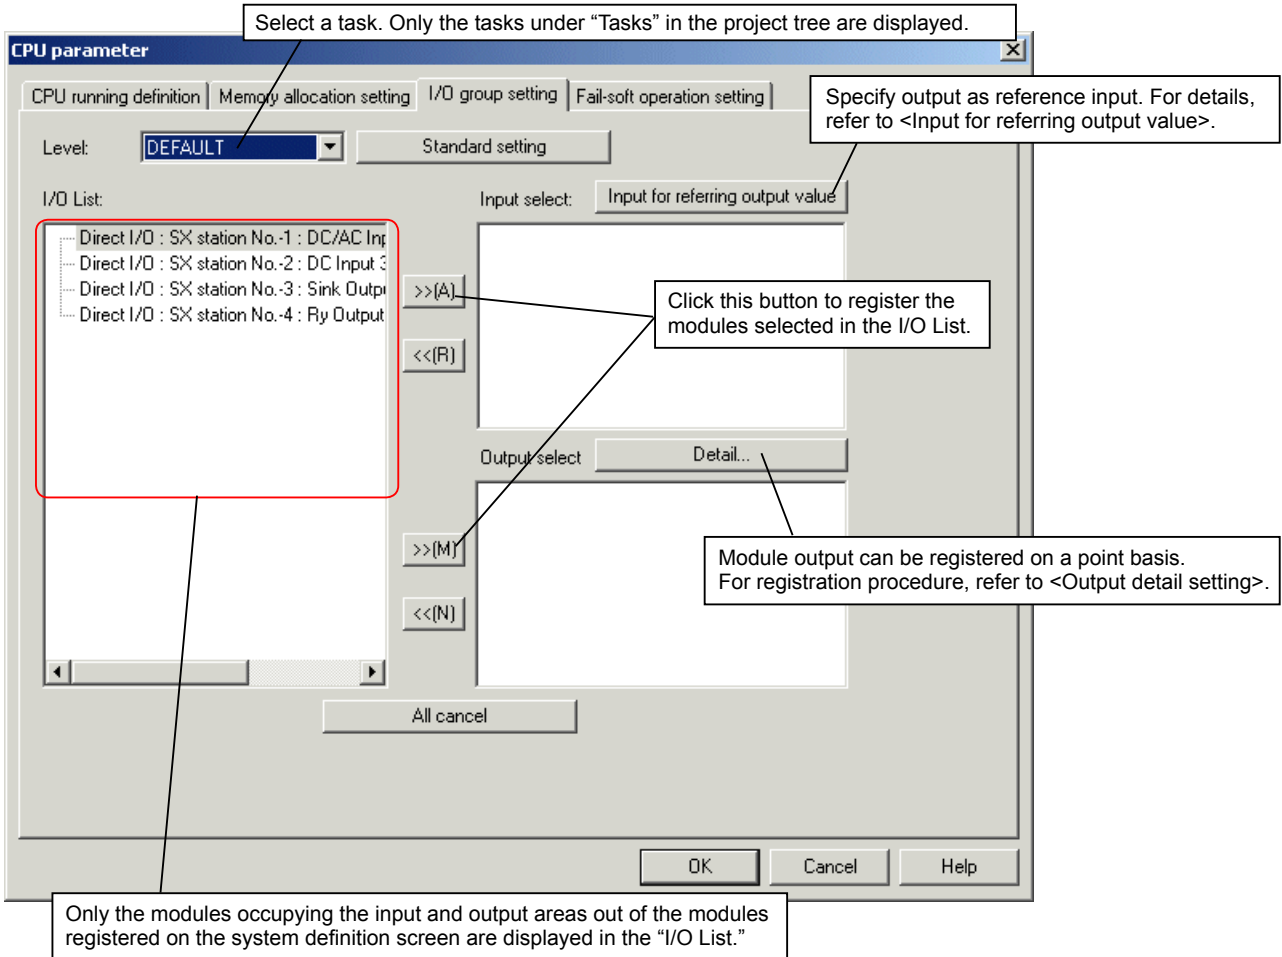 Select a task. Only the tasks under “Tasks” in the project tree are displayed.
CPU parameter
CPU running definition Memory allocation setting I/O group setting Fail-soft operation setting
Specify output as reference input. For details,
refer to <Input for referring output value>.
Level: DEFAULT Standard setting
I/O List: Input select: Input for referring output value
Direct I/O : SX station No.-1 : DC/AC Inp
Direct I/O : SX station No.-2 : DC Input 3
Direct I/O : SX station No.-3 : Sink Outpu
Direct I/O : SX station No.-4 : Ry Output
>>(A)
Click this button to register the
modules selected in the I/O List.
<<(R)
Output select Detail...
>>(M)
Module output can be registered on a point basis.
For registration procedure, refer to <Output detail setting>.
<<(N)
All cancel
OK Cancel Help
Only the modules occupying the input and output areas out of the modules
registered on the system definition screen are displayed in the “I/O List.”